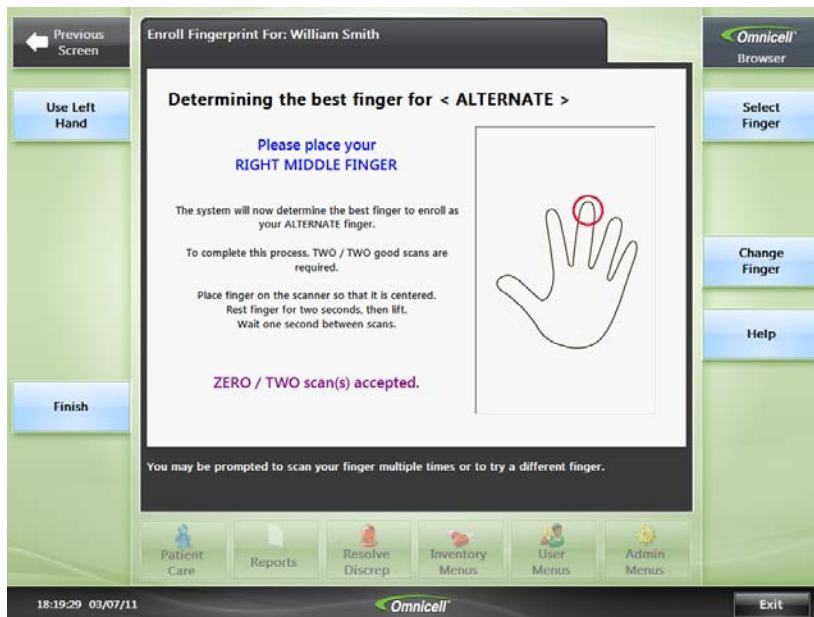 Previous
Screen
Enroll Fingerprint For: William Smith
Omnicell
Browser
Use Left
Hand
Determining the best finger for < ALTERNATE >
Select
Finger
Please place your
RIGHT MIDDLE FINGER
The system will now determine the best finger to enroll as
your ALTERNATE finger.
To complete this process, TWO / TWO good scans are
required.
Change
Finger
Place finger on the scanner so that it is centered.
Rest finger for two seconds, then lift.
Wait one second between scans.
Help
ZERO / TWO scan(s) accepted.
Finish
You may be prompted to scan your finger multiple times or to try a different finger.
Patient
Care
Reports
Resolve
Discrep
Inventory
Menus
User
Menus
Admin
Menus
18:19:29 03/07/11
Omnicell
Exit